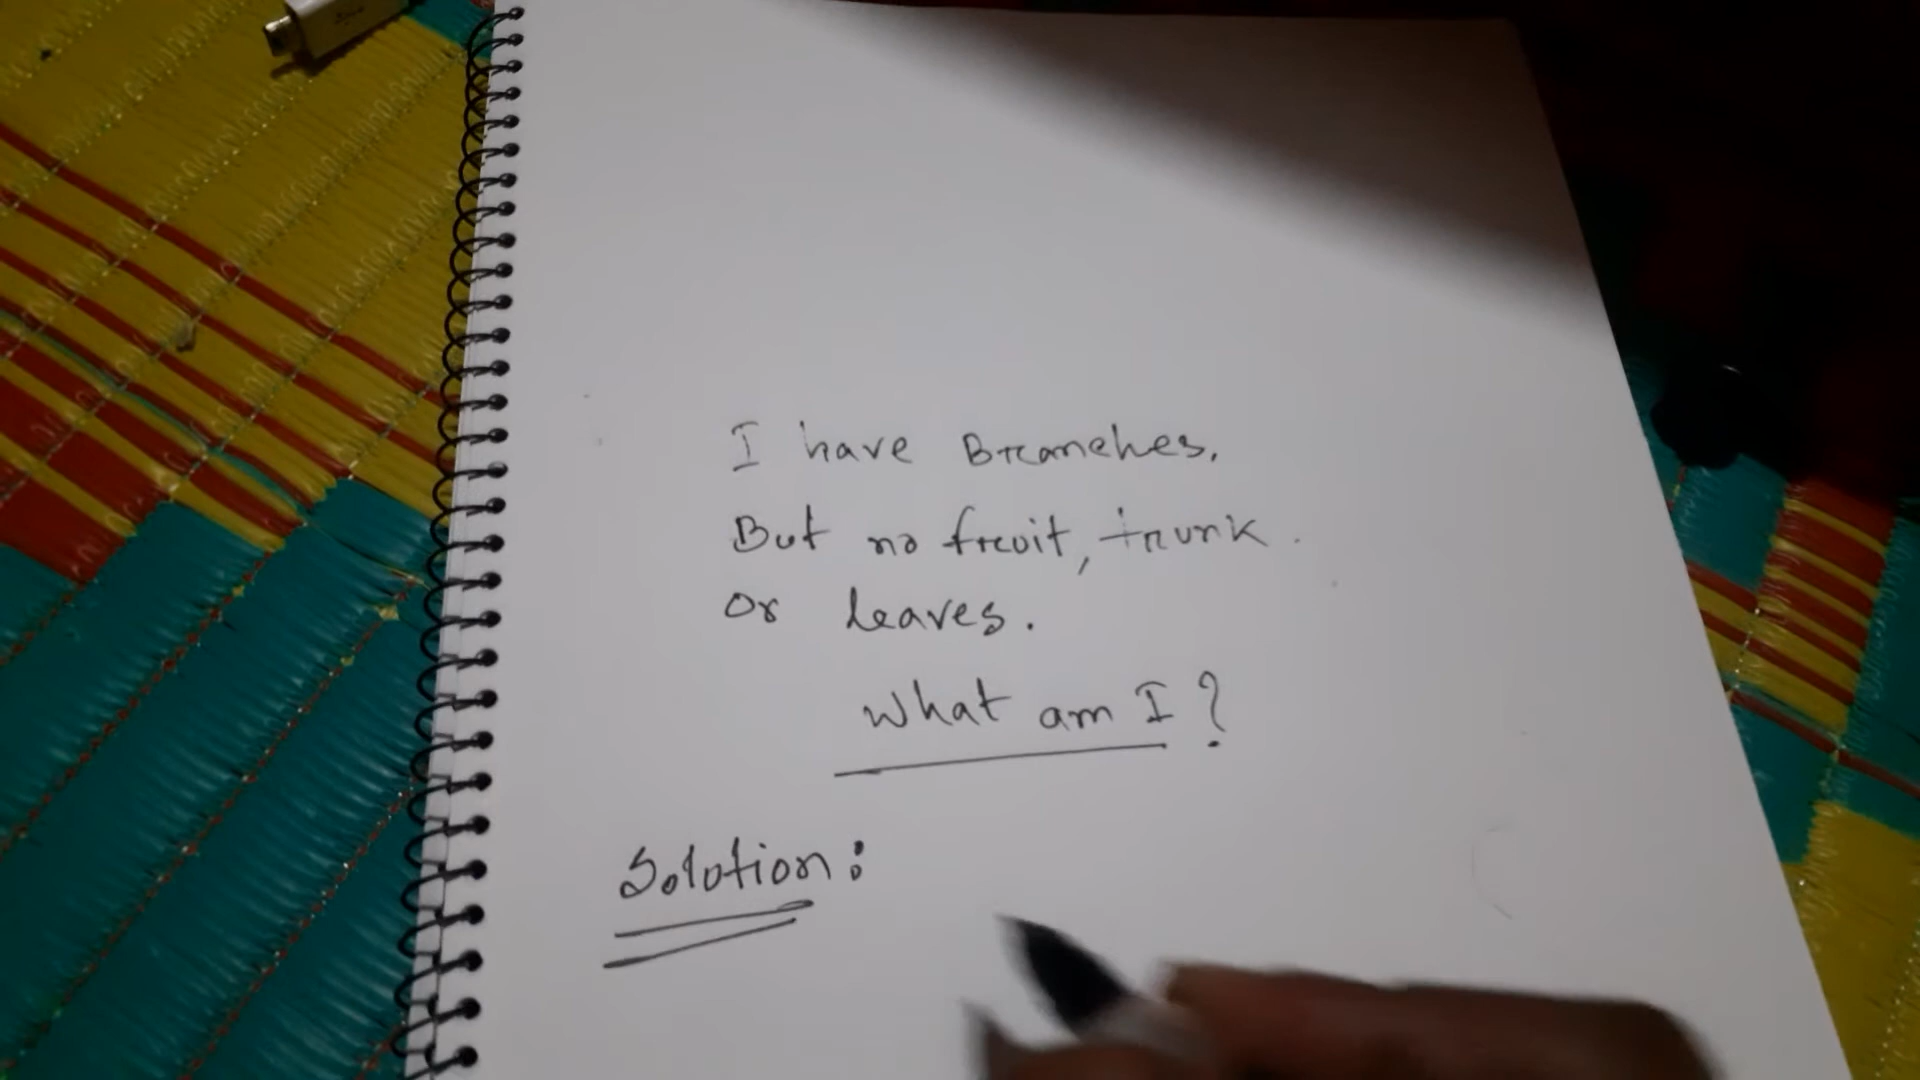 I have Branches,
But no fruit, trunk.
Or leaves.
What am I?
Solution: